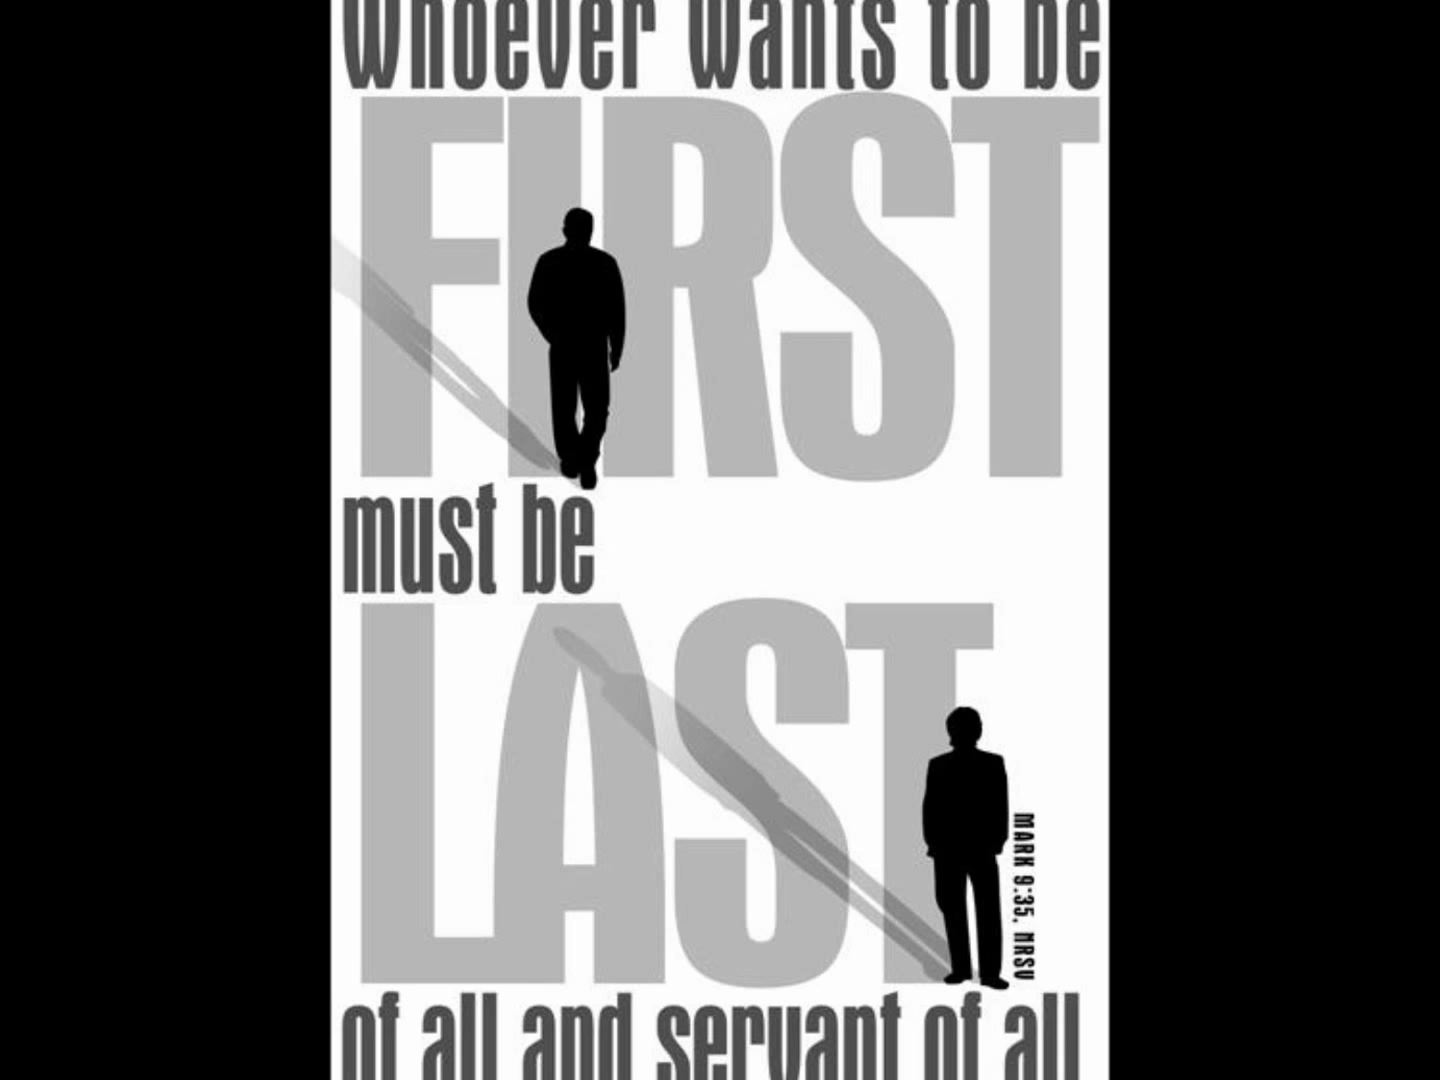 Whoever wants to be
FIRST
must be
LAST
MARK 9:35, NRSV
of all and servant of all